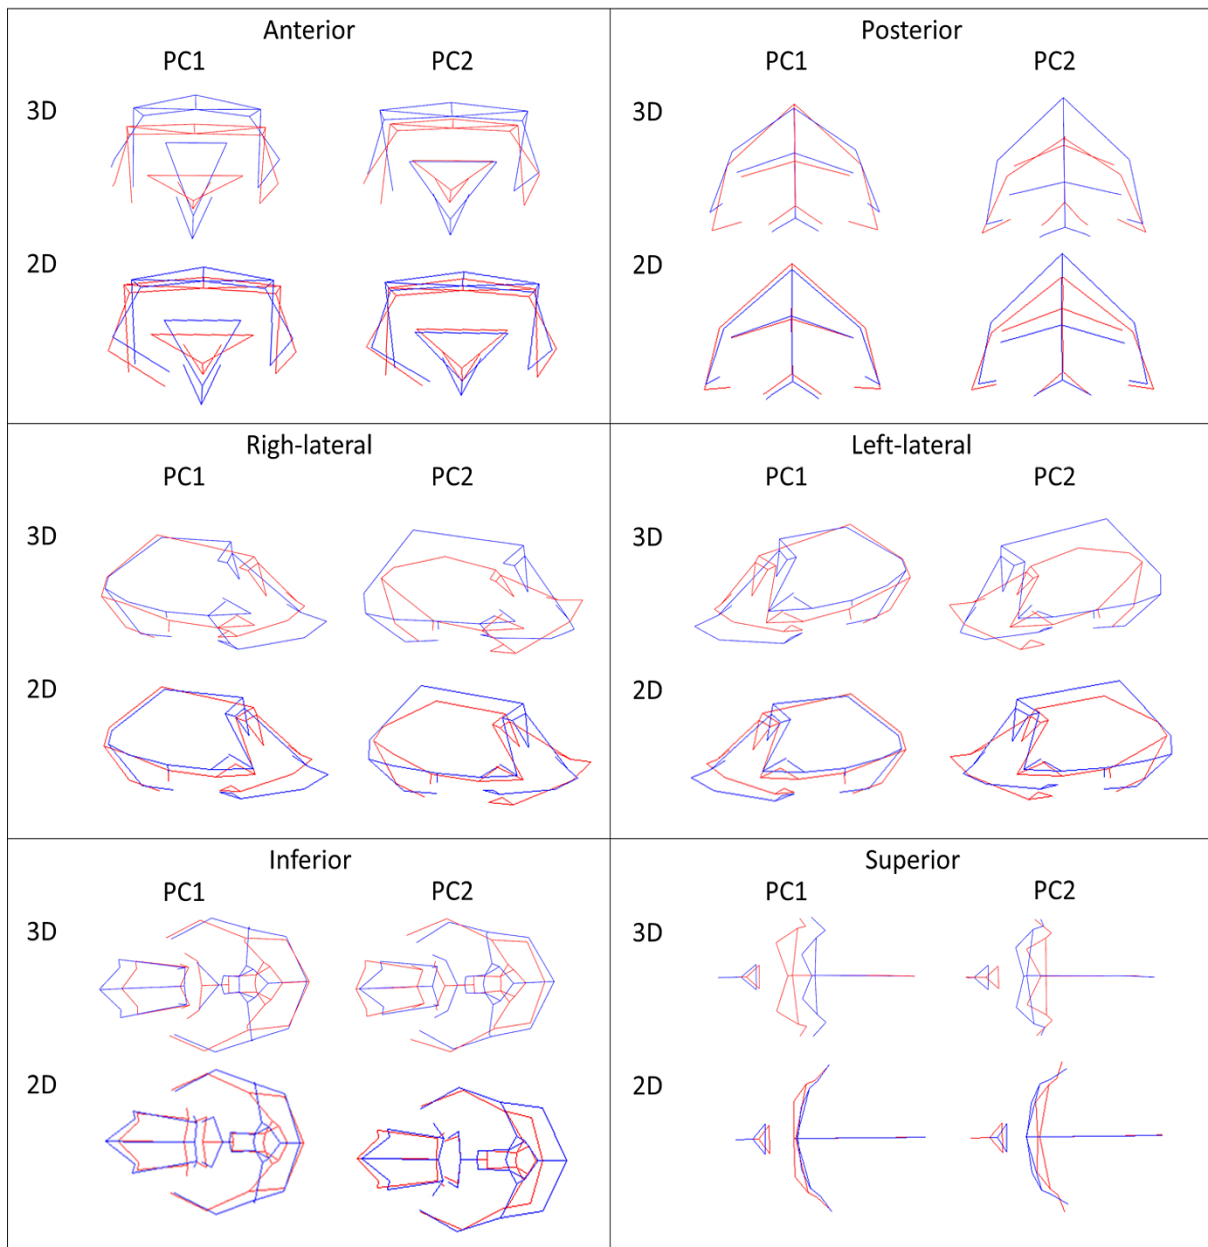 Anterior
PC1 PC2
3D
2D
Posterior
PC1 PC2
3D
2D
Righ-lateral
PC1 PC2
3D
2D
Left-lateral
PC1 PC2
3D
2D
Inferior
PC1 PC2
3D
2D
Superior
PC1 PC2
3D
2D